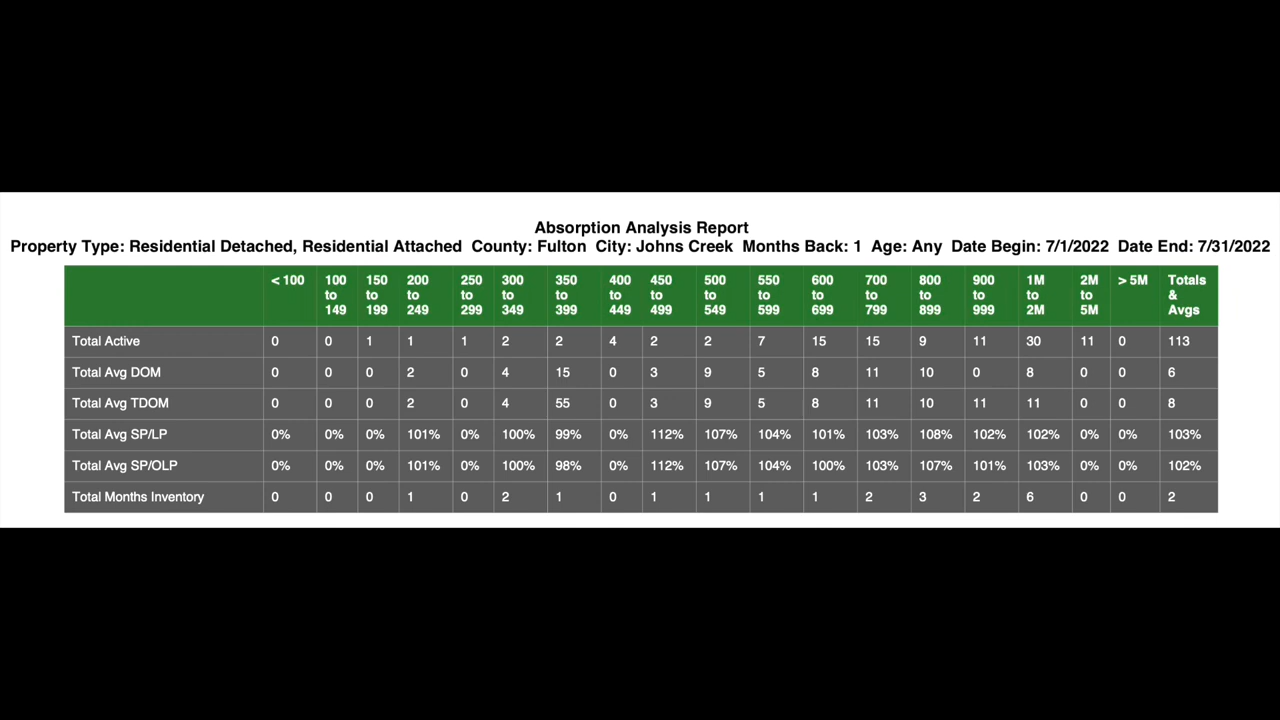 Absorption Analysis Report
Property Type: Residential Detached, Residential Attached County: Fulton City: Johns Creek Months Back: 1 Age: Any Date Begin: 7/1/2022 Date End: 7/31/2022
< 100 100 to 149 150 to 199 200 to 249 250 to 299 300 to 349 350 to 399 400 to 449 450 to 499 500 to 549 550 to 599 600 to 699 700 to 799 800 to 899 900 to 999 1M to 2M 2M to 5M > 5M Totals & Avgs
Total Active 0 0 1 1 1 2 2 4 2 2 7 15 15 9 11 30 11 0 113
Total Avg DOM 0 0 0 2 0 4 15 0 3 9 5 8 11 10 0 8 0 0 6
Total Avg TDOM 0 0 0 2 0 4 55 0 3 9 5 8 11 10 11 11 0 0 8
Total Avg SP/LP 0% 0% 0% 101% 0% 100% 99% 0% 112% 107% 104% 101% 103% 108% 102% 102% 0% 0% 103%
Total Avg SP/OLP 0% 0% 0% 101% 0% 100% 98% 0% 112% 107% 104% 100% 103% 107% 101% 103% 0% 0% 102%
Total Months Inventory 0 0 0 1 0 2 1 0 1 1 1 1 2 3 2 6 0 0 2